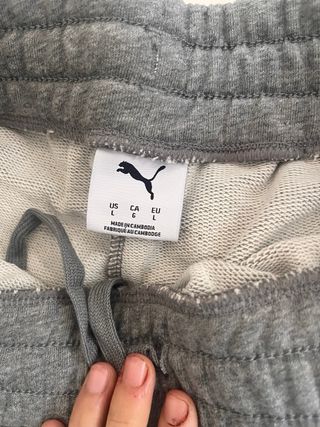 US CA EU
L G L
MADE IN CAMBODIA
FABRIQUÉ AU CAMBODGE